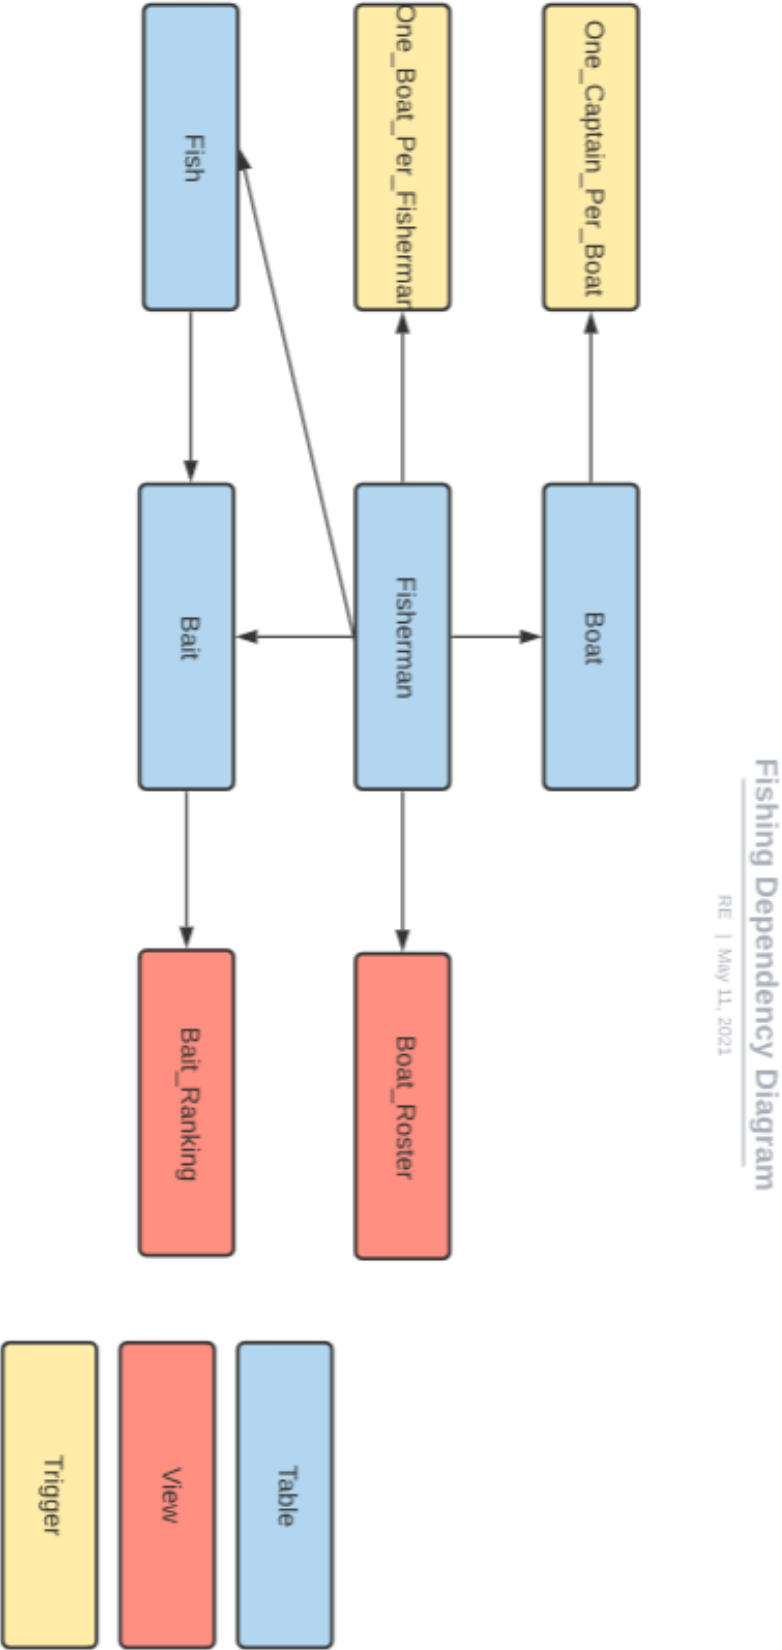 Fishing Dependency Diagram
RE | May 11, 2021
One_Captain_Per_Boat
Boat
One_Boat_Per_Fisherman
Fisherman
Boat_Roster
Fish
Bait
Bait_Ranking
Table
View
Trigger